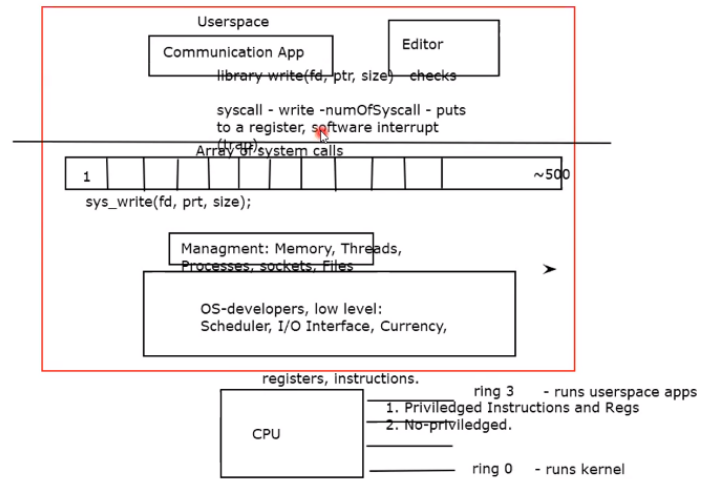 Userspace
Communication App
Editor
library write(fd, ptr, size) checks
syscall - write -numOfSyscall - puts
to a register, software interrupt
(trap)
Array of system calls
1
~500
sys_write(fd, prt, size);
Managment: Memory, Threads,
Processes, sockets, Files
OS-developers, low level:
Scheduler, I/O Interface, Currency,
registers, instructions.
ring 3 - runs userspace apps
1. Priviledged Instructions and Regs
2. No-priviledged.
CPU
ring 0 - runs kernel